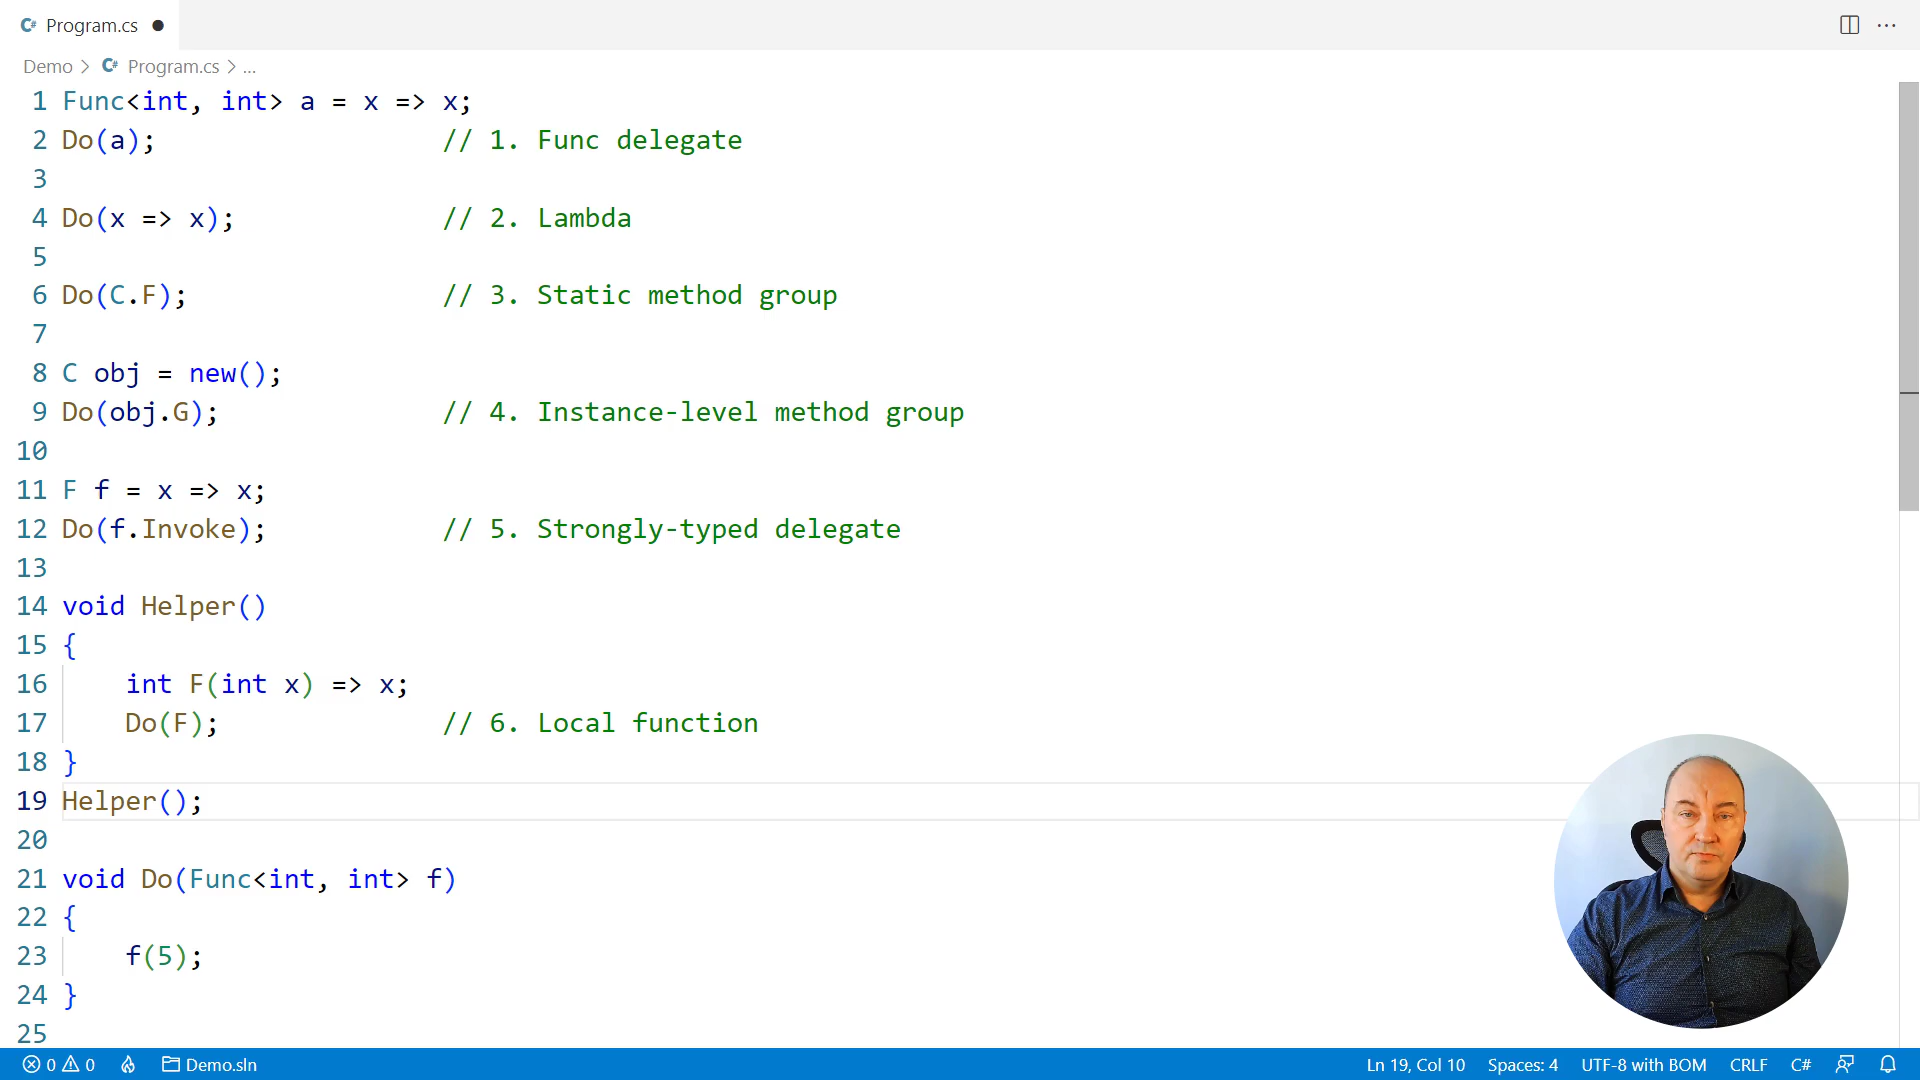 Program.cs
Demo > Program.cs > ...
1 Func<int, int> a = x => x;
2 Do(a); // 1. Func delegate
3
4 Do(x => x); // 2. Lambda
5
6 Do(C.F); // 3. Static method group
7
8 C obj = new();
9 Do(obj.G); // 4. Instance-level method group
10
11 F f = x => x;
12 Do(f.Invoke); // 5. Strongly-typed delegate
13
14 void Helper()
15 {
16 int F(int x) => x;
17 Do(F); // 6. Local function
18 }
19 Helper();
20
21 void Do(Func<int, int> f)
22 {
23 f(5);
24 }
25
0 0 Demo.sln Ln 19, Col 10 Spaces: 4 UTF-8 with BOM CRLF C#